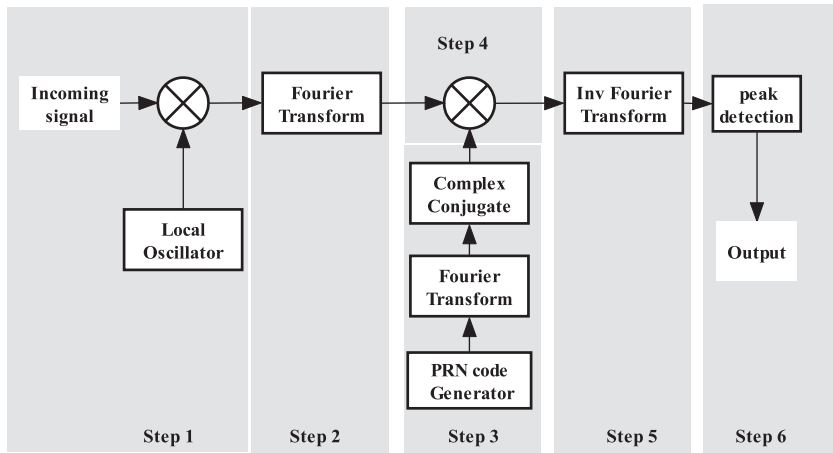 Step 4
Incoming
signal
Fourier
Transform
Inv Fourier
Transform
peak
detection
Local
Oscillator
Complex
Conjugate
Fourier
Transform
PRN code
Generator
Output
Step 1
Step 2
Step 3
Step 5
Step 6